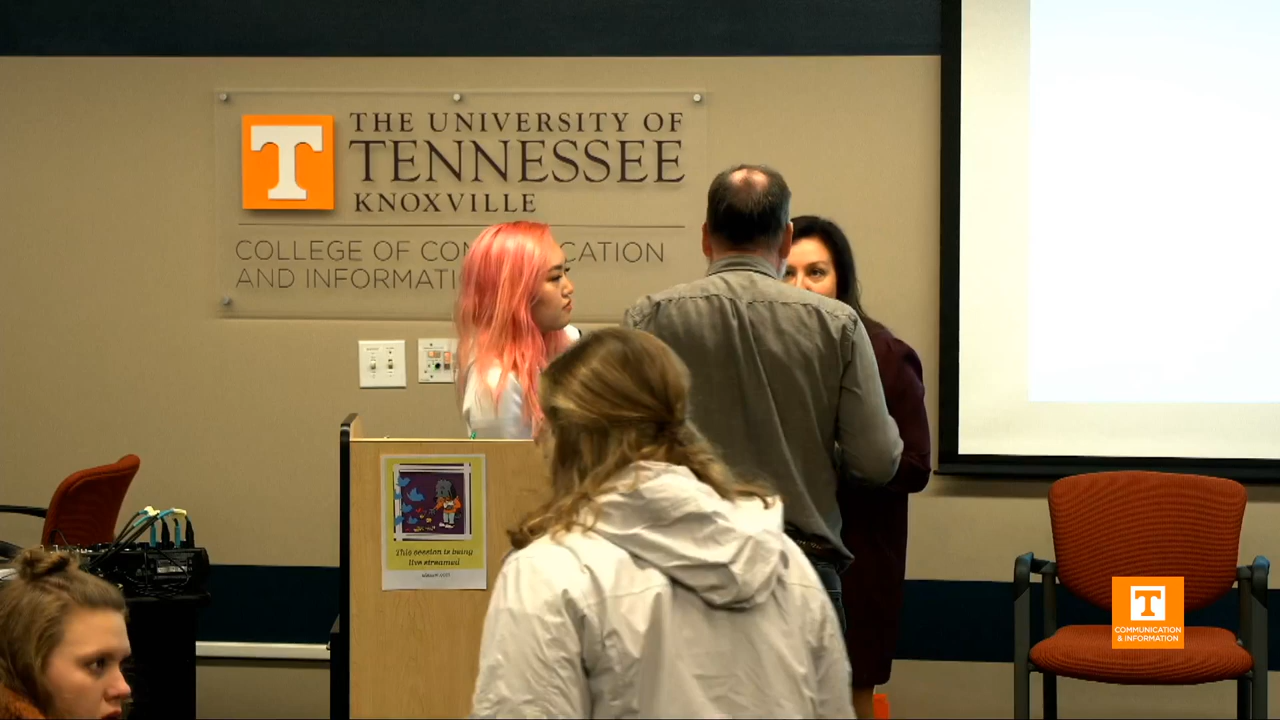 T THE UNIVERSITY OF
TENNESSEE
KNOXVILLE
COLLEGE OF CO CATION
AND INFORMATI
This session is being
live streamed
T
COMMUNICATION
& INFORMATION